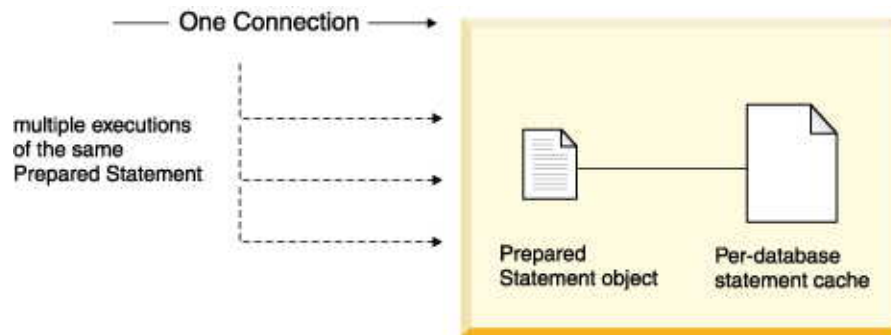 One Connection
multiple executions
of the same
Prepared Statement
Prepared
Statement object
Per-database
statement cache